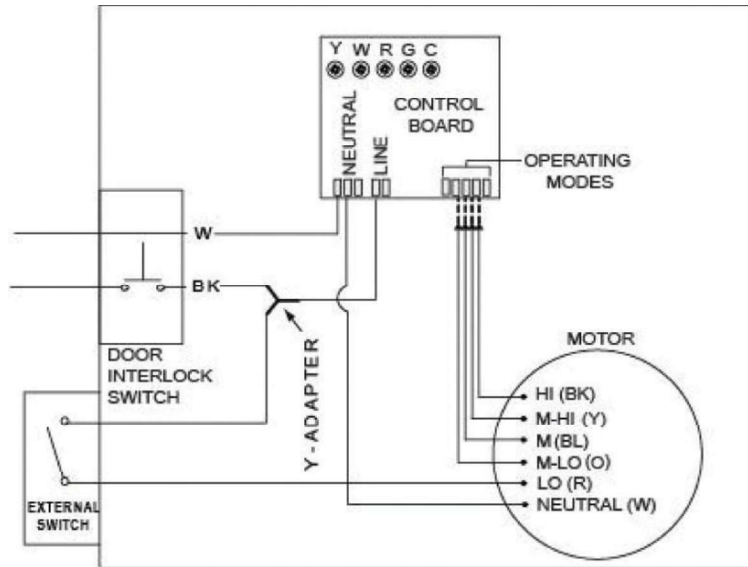 Y W R G C
CONTROL
BOARD
NEUTRAL
LINE
OPERATING
MODES
W
BK
DOOR
INTERLOCK
SWITCH
Y-ADAPTER
EXTERNAL
SWITCH
MOTOR
HI (BK)
M-HI (Y)
M (BL)
M-LO (O)
LO (R)
NEUTRAL (W)